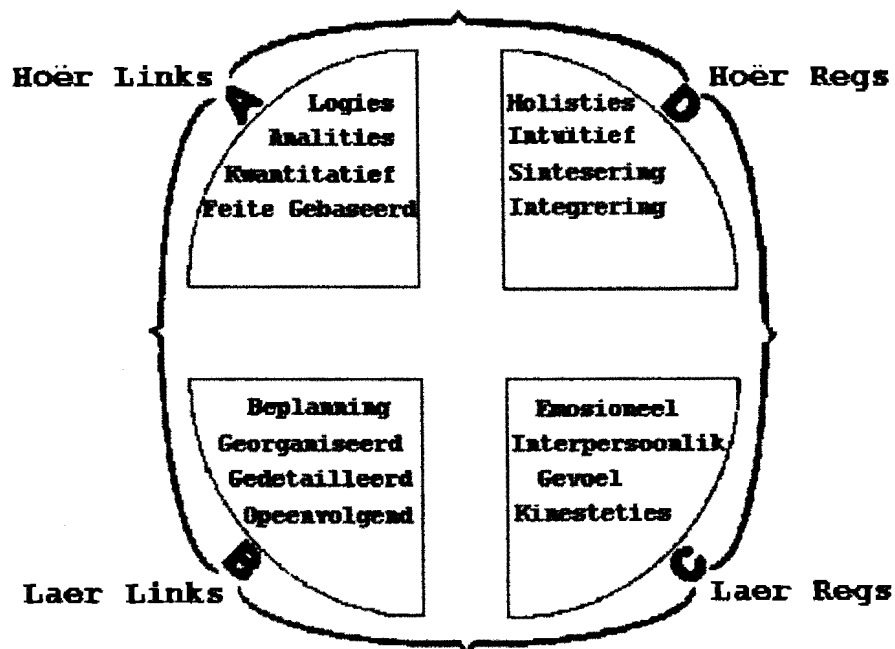 Hoër Links
A
Logies
Analities
Kwantitatief
Feite Gebaseerd
Hoër Regs
D
Holisties
Intuïtief
Sintesering
Integrering
Beplanning
Georganiseerd
Gedetailleerd
Opeenvolgend
B
Laer Links
Emosioneel
Interpersoonlik
Gevoel
Kinesteties
C
Laer Regs